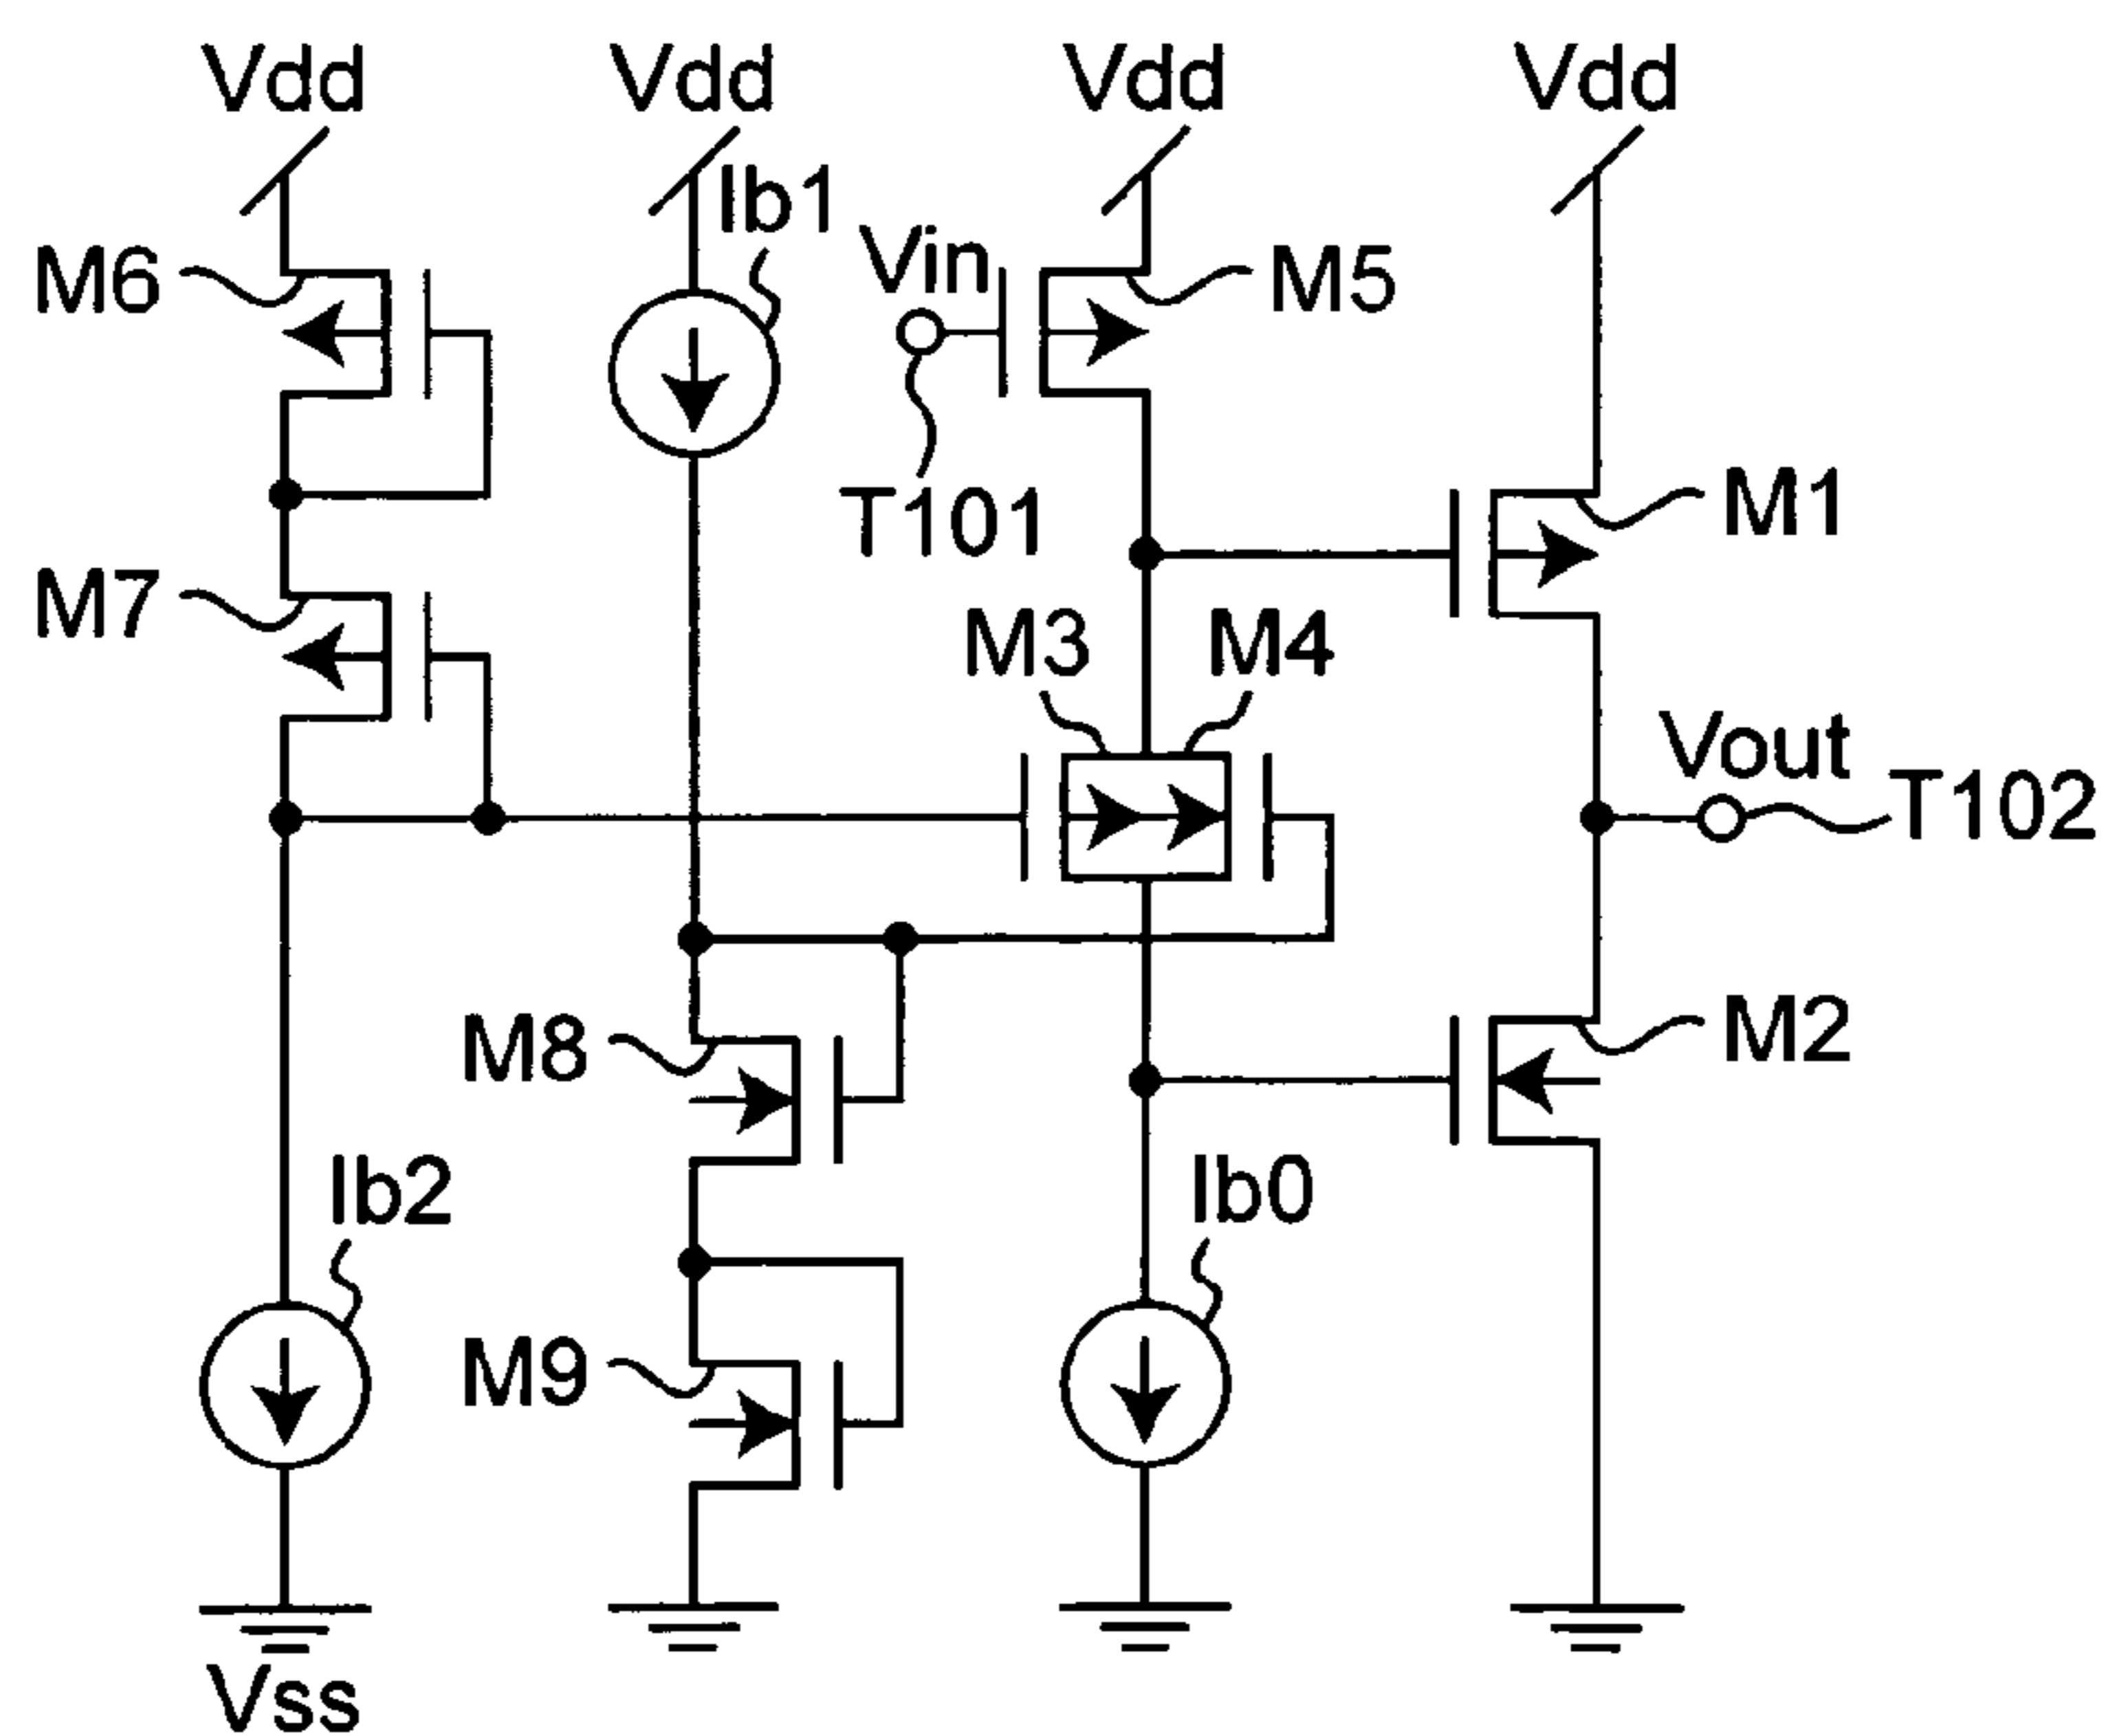 Vdd Vdd Vdd Vdd
Ib1
Vin
M6
M5
T101
M1
M7
M3 M4
Vout
T102
M8
M2
Ib2
Ib0
M9
Vss